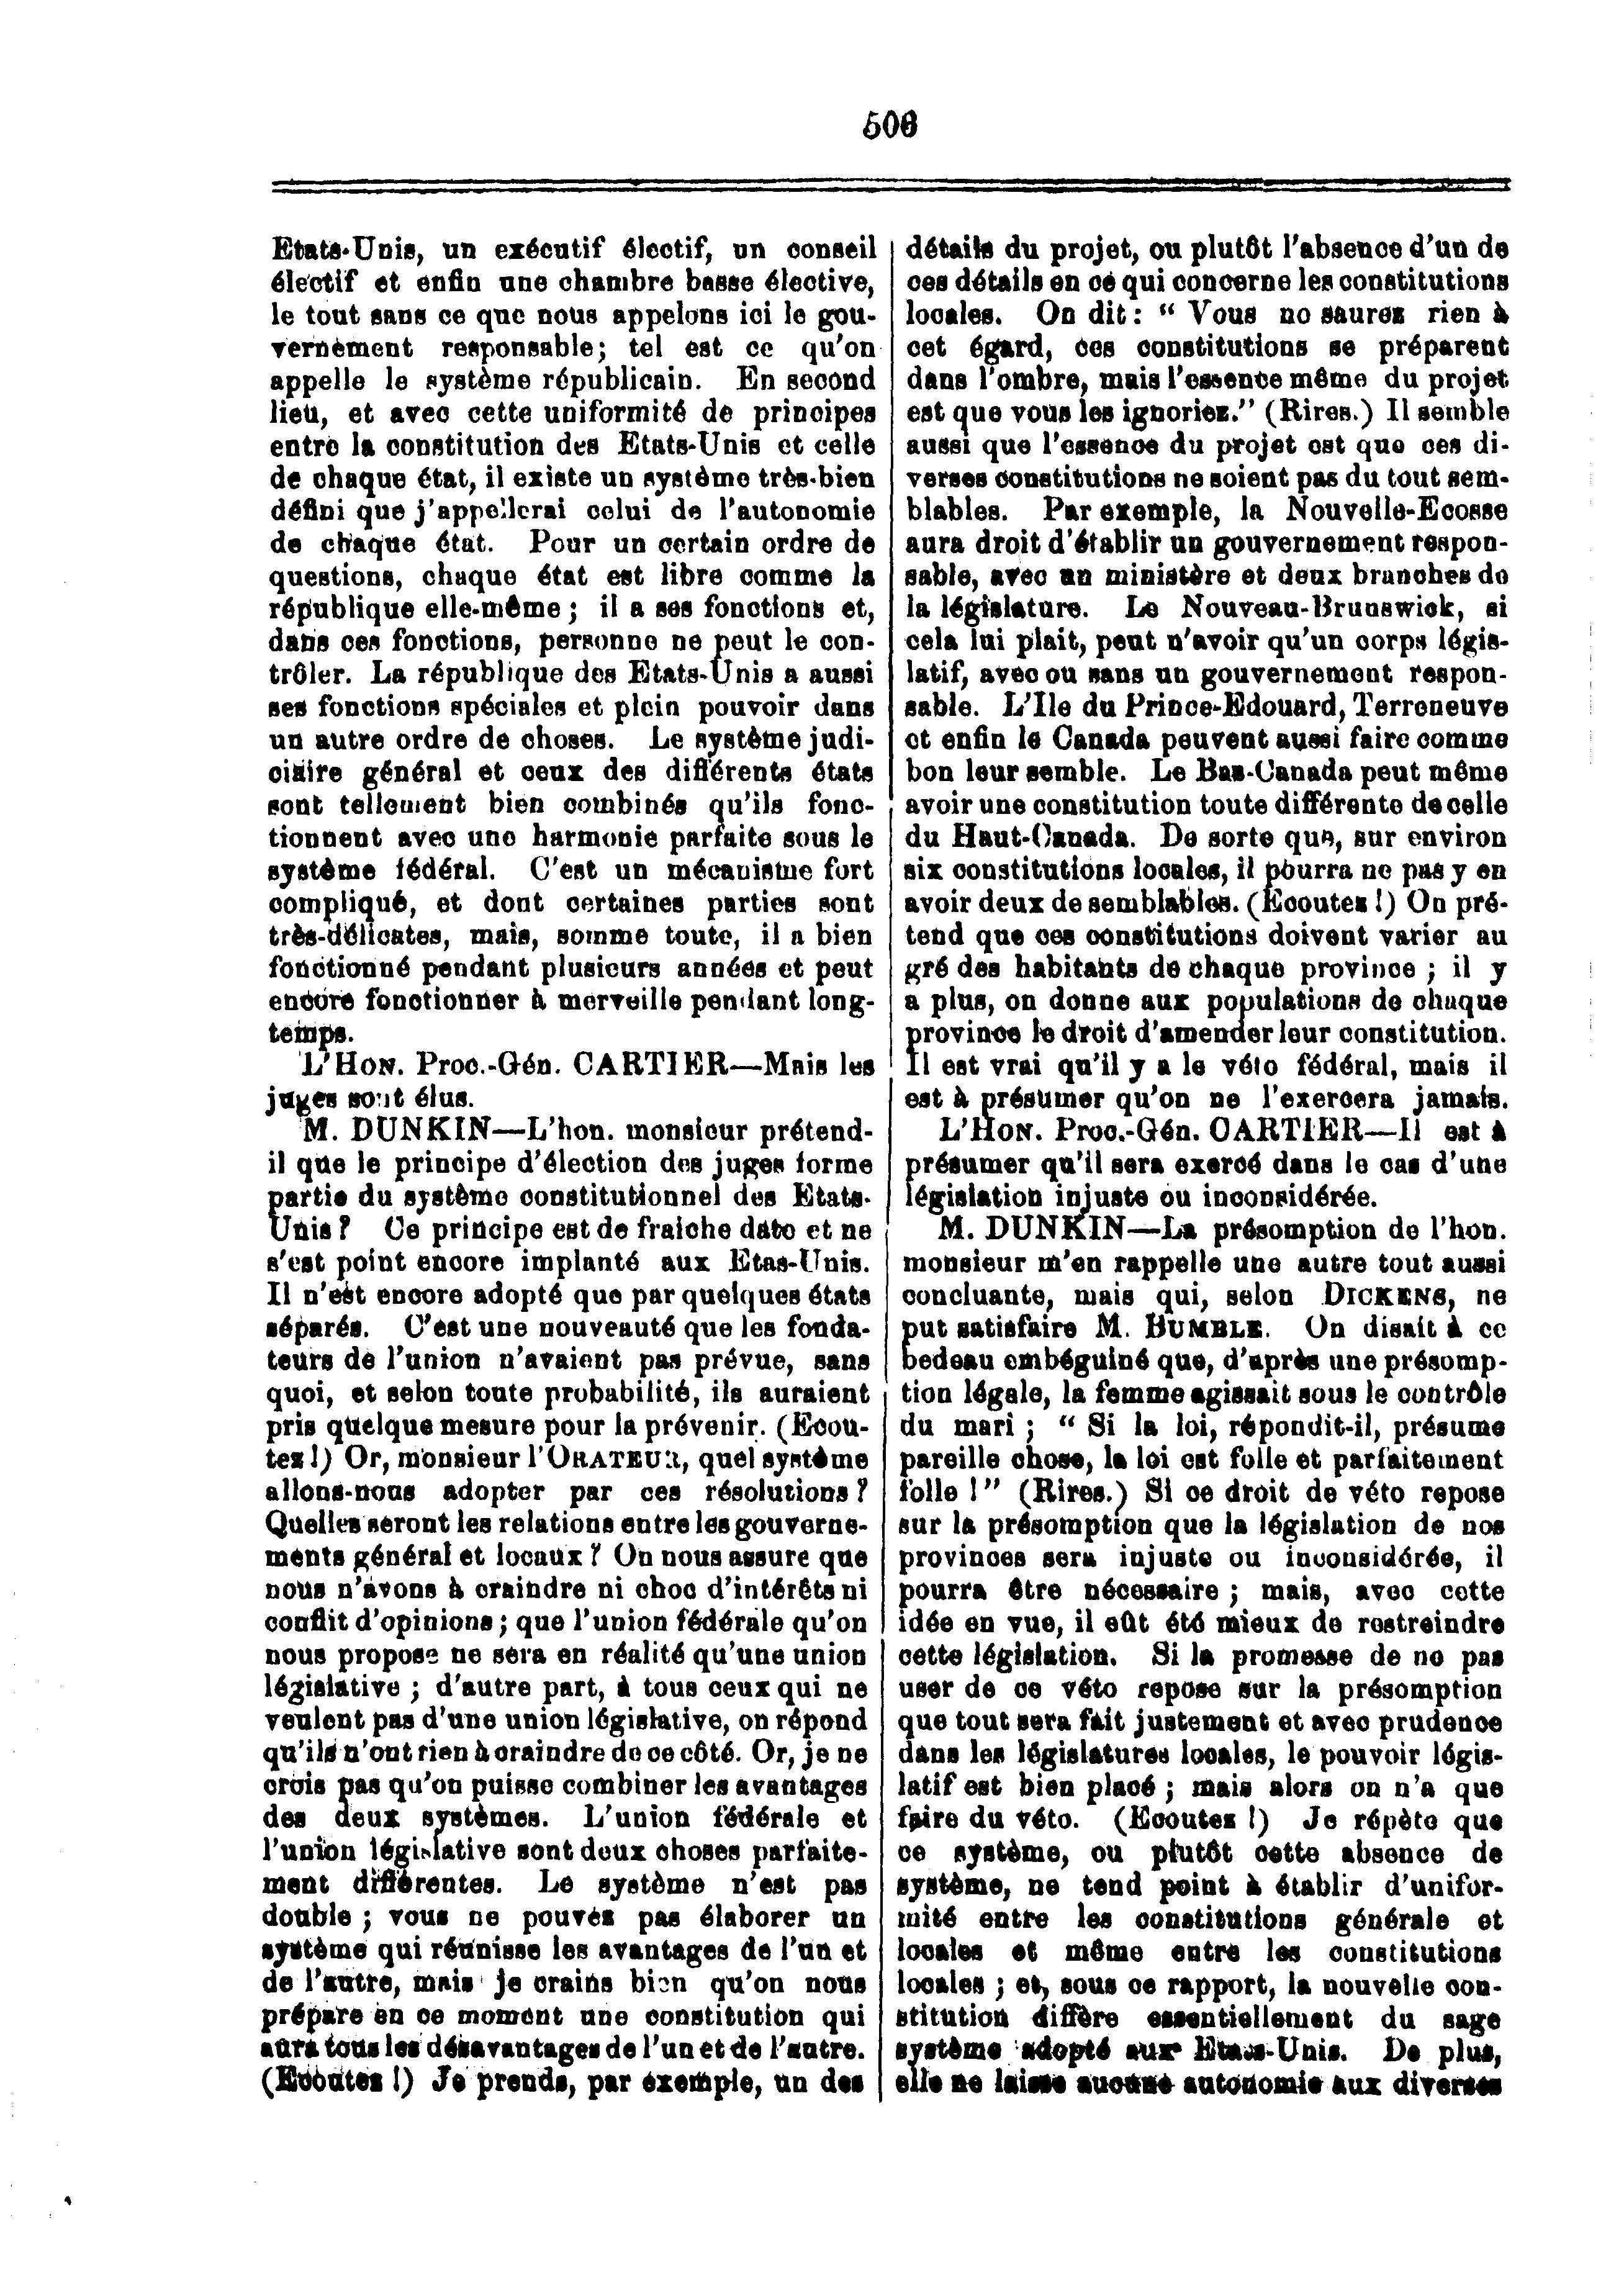 506
Etats-Unis, un exécutif électif, un conseil
électif et enfin une chambre basse élective,
le tout sans ce que nous appelons ici le gou-
vernement responsable; tel est ce qu'on
appelle le système républicain. En second
lieu, et avec cette uniformité de principes
entre la constitution des Etats-Unis et celle
de chaque état, il existe un système très-bien
défini que j'appellerai celui de l'autonomie
de chaque état. Pour un certain ordre de
questions, chaque état est libre comme la
république elle-même; il a ses fonctions et,
dans ces fonctions, personne ne peut le con-
trôler. La république des Etats-Unis a aussi
ses fonctions spéciales et plein pouvoir dans
un autre ordre de choses. Le système judi-
ciaire général et ceux des différents états
sont tellement bien combinés qu'ils fonc-
tionnent avec une harmonie parfaite sous le
système fédéral. C'est un mécanisme fort
compliqué, et dont certaines parties sont
très-délicates, mais, somme toute, il a bien
fonctionné pendant plusieurs années et peut
encore fonctionner à merveille pendant long-
temps.
L'HON. Proc.-Gén. CARTIER—Mais les
juges sont élus.
M. DUNKIN—L'hon. monsieur prétend-
il que le principe d'élection des juges forme
partie du système constitutionnel des Etats-
Unis? Ce principe est de fraiche date et ne
s'est point encore implanté aux Etas-Unis.
Il n'est encore adopté que par quelques états
séparés. C'est une nouveauté que les fonda-
teurs de l'union n'avaient pas prévue, sans
quoi, et selon toute probabilité, ils auraient
pris quelque mesure pour la prévenir. (Ecou-
tez!) Or, monsieur l'ORATEUR, quel système
allons-nous adopter par ces résolutions?
Quelles seront les relations entre les gouverne-
ments général et locaux? On nous assure que
nous n'avons à craindre ni choc d'intérêts ni
conflit d'opinions; que l'union fédérale qu'on
nous propose ne sera en réalité qu'une union
législative; d'autre part, à tous ceux qui ne
veulent pas d'une union législative, on répond
qu'ils n'ont rien à craindre de ce côté. Or, je ne
crois pas qu'on puisse combiner les avantages
des deux systèmes. L'union fédérale et
l'union législative sont deux choses parfaite-
ment différentes. Le système n'est pas
double; vous ne pouvez pas élaborer un
système qui réunisse les avantages de l'un et
de l'autre, mais je crains bien qu'on nous
prépare en ce moment une constitution qui
aura tous les désavantages de l'un et de l'autre.
(Ecoutez!) Je prends, par exemple, un des
détails du projet, ou plutôt l'absence d'un de
ces détails en ce qui concerne les constitutions
locales. On dit: "Vous no saurez rien à
cet égard, ces constitutions se préparent
dans l'ombre, mais l'essence même du projet
est que vous les ignoriez." (Rires.) Il semble
aussi que l'essence du projet est que ces di-
verses constitutions ne soient pas du tout sem-
blables. Par exemple, la Nouvelle-Ecosse
aura droit d'établir un gouvernement respon-
sable, avec un ministère et deux branches de
la législature. Le Nouveau-Brunswick, si
cela lui plait, peut n'avoir qu'un corps légis-
latif, avec ou sans un gouvernement respon-
sable. L'Ile du Prince-Edouard, Terreneuve
et enfin le Canada peuvent aussi faire comme
bon leur semble. Le Bas-Canada peut même
avoir une constitution toute différente de celle
du Haut-Canada. De sorte que, sur environ
six constitutions locales, il pourra ne pas y en
avoir deux de semblables. (Ecoutez!) On pré-
tend que ces constitutions doivent varier au
gré des habitants de chaque province; il y
a plus, on donne aux populations de chaque
province le droit d'amender leur constitution.
Il est vrai qu'il y a le véto fédéral, mais il
est à présumer qu'on ne l'exercera jamais.
L'HON. Proc.-Gén. CARTIER—Il est à
présumer qu'il sera exercé dans le cas d'une
législation injuste ou inconsidérée.
M. DUNKIN—La présomption de l'hon.
monsieur m'en rappelle une autre tout aussi
concluante, mais qui, selon DICKENS, ne
put satisfaire M. BUMBLE. On disait à ce
bedeau embéguiné que, d'après une présomp-
tion légale, la femme agissait sous le contrôle
du mari; "Si la loi, répondit-il, présume
pareille chose, la loi est folle et parfaitement
folle!" (Rires.) Si ce droit de véto repose
sur la présomption que la législation de nos
provinces sera injuste ou inconsidérée, il
pourra être nécessaire; mais, avec cette
idée en vue, il eût été mieux de restreindre
cette législation. Si la promesse de ne pas
user de ce véto repose sur la présomption
que tout sera fait justement et avec prudence
dans les législatures locales, le pouvoir légis-
latif est bien placé; mais alors on n'a que
faire du véto. (Ecoutez!) Je répète que
ce système, ou plutôt cette absence de
système, ne tend point à établir d'unifor-
mité entre les constitutions générale et
locales et même entre les constitutions
locales; et, sous ce rapport, la nouvelle con-
stitution diffère essentiellement du sage
système adopté aux Etats-Unis. De plus,
elle ne laisse aucune autonomie aux diverses